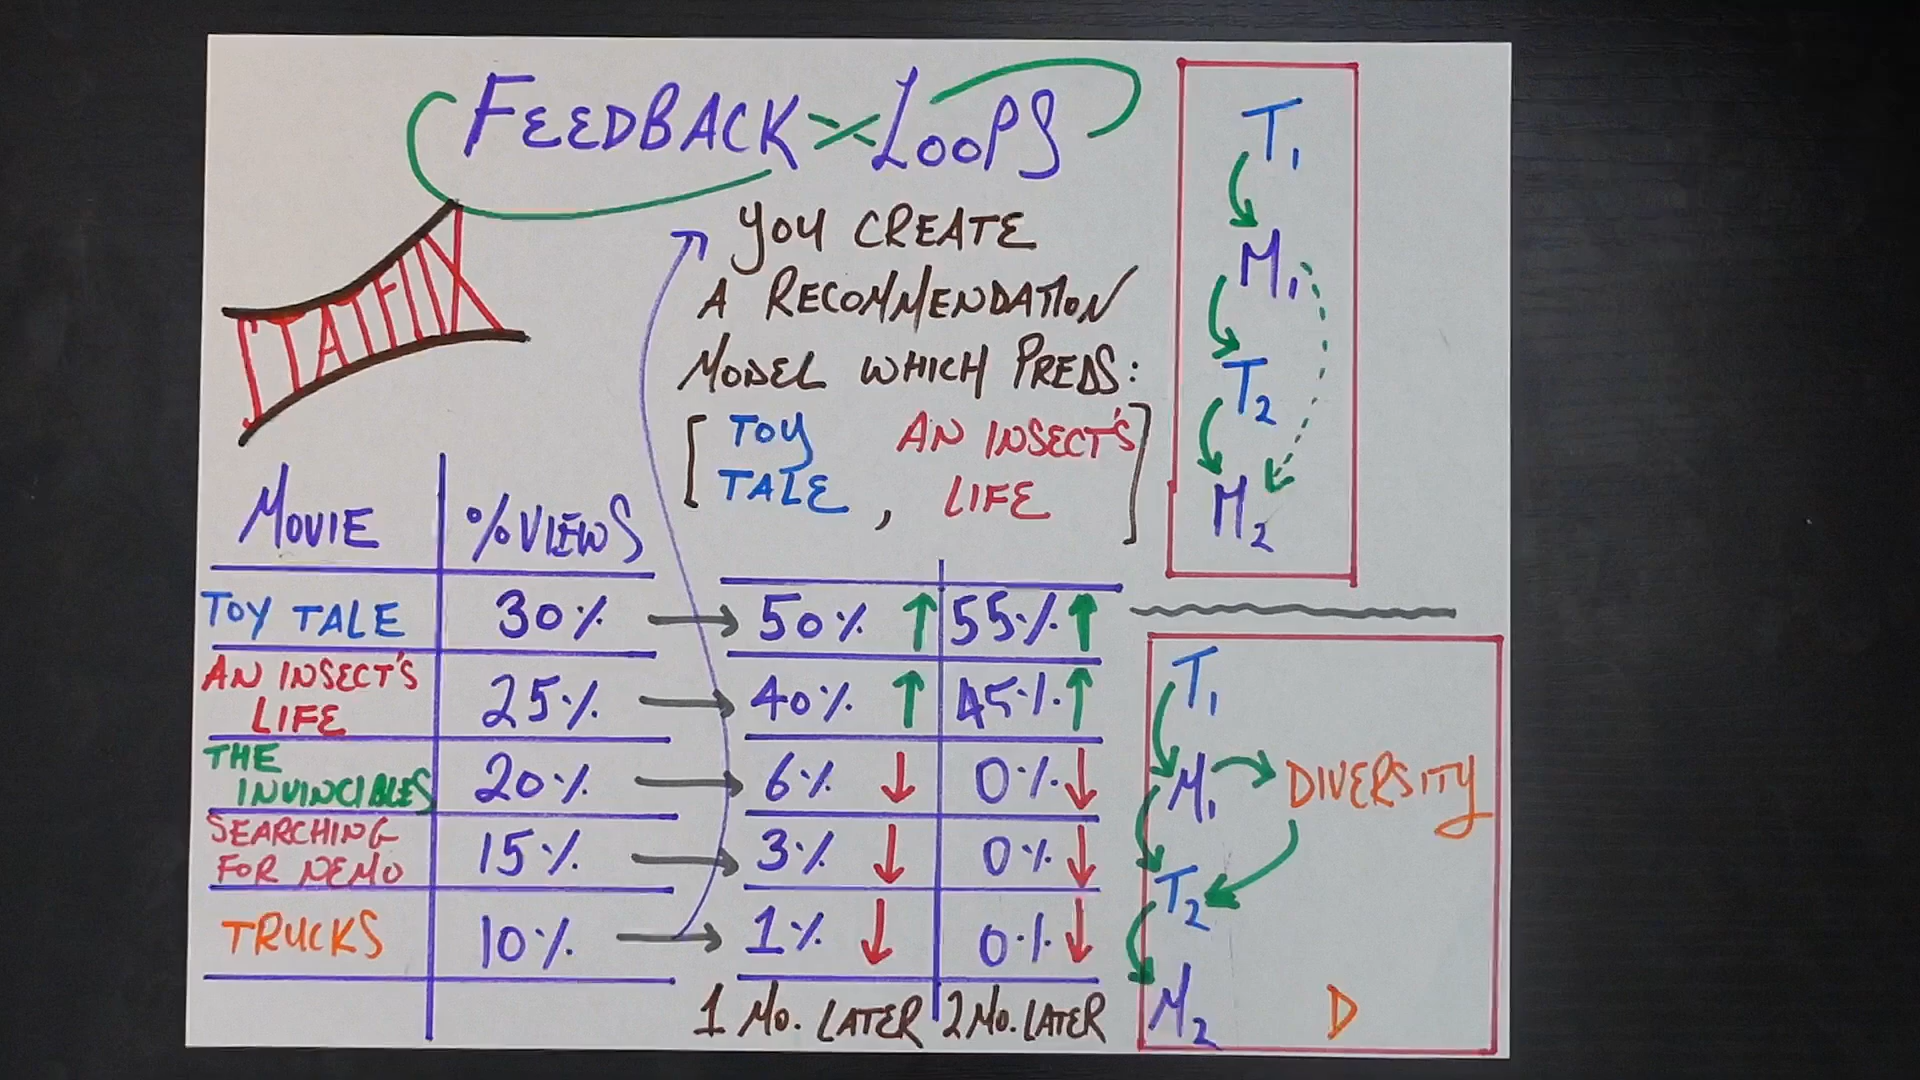 FEEDBACK LOOPS
STATFLIX
YOU CREATE
A RECOMMENDATION
MODEL WHICH PREDS:
[TOY TALE, AN INSECT'S LIFE]
MOVIE %VIEWS
TOY TALE 30% 50% 55%
AN INSECT'S LIFE 25% 40% 45%
THE INVINCIBLES 20% 6% 0%
SEARCHING FOR NEMO 15% 3% 0%
TRUCKS 10% 1% 0%
1 MO. LATER 2 MO. LATER
T1
M1
T2
M2
T1
M1 DIVERSITY
T2
M2 D